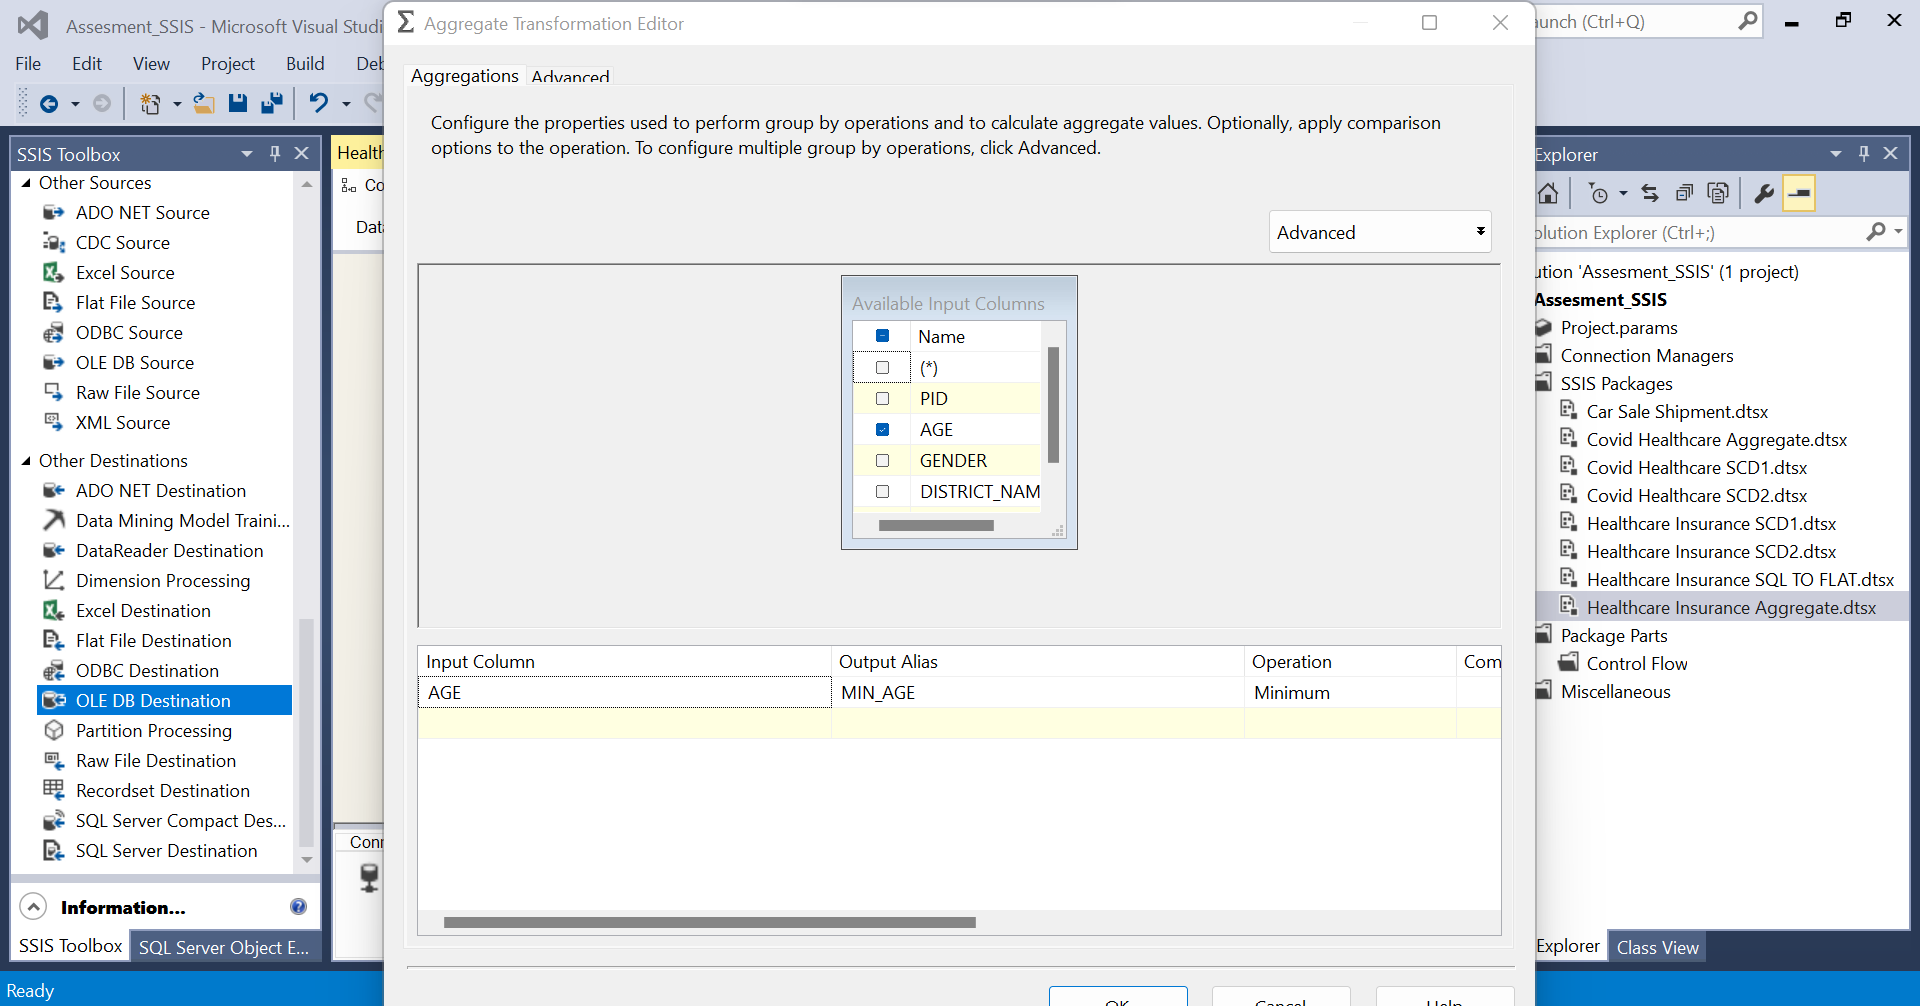 Assesment_SSIS - Microsoft Visual Studi
Aggregate Transformation Editor
aunch (Ctrl+Q)
File Edit View Project Build Deb
SSIS Toolbox
Other Sources
ADO NET Source
CDC Source
Excel Source
Flat File Source
ODBC Source
OLE DB Source
Raw File Source
XML Source
Other Destinations
ADO NET Destination
Data Mining Model Traini...
DataReader Destination
Dimension Processing
Excel Destination
Flat File Destination
ODBC Destination
OLE DB Destination
Partition Processing
Raw File Destination
Recordset Destination
SQL Server Compact Des...
SQL Server Destination
Information...
SSIS Toolbox SQL Server Object E...
Ready
Health
Co
Data
Conn
Aggregations Advanced
Configure the properties used to perform group by operations and to calculate aggregate values. Optionally, apply comparison
options to the operation. To configure multiple group by operations, click Advanced.
Advanced
Available Input Columns
Name
(*)
PID
AGE
GENDER
DISTRICT_NAM
Input Column Output Alias Operation Com
AGE MIN_AGE Minimum
OK Cancel Help
Explorer
olution Explorer (Ctrl+;)
ution 'Assesment_SSIS' (1 project)
Assesment_SSIS
Project.params
Connection Managers
SSIS Packages
Car Sale Shipment.dtsx
Covid Healthcare Aggregate.dtsx
Covid Healthcare SCD1.dtsx
Covid Healthcare SCD2.dtsx
Healthcare Insurance SCD1.dtsx
Healthcare Insurance SCD2.dtsx
Healthcare Insurance SQL TO FLAT.dtsx
Healthcare Insurance Aggregate.dtsx
Package Parts
Control Flow
Miscellaneous
Explorer Class View